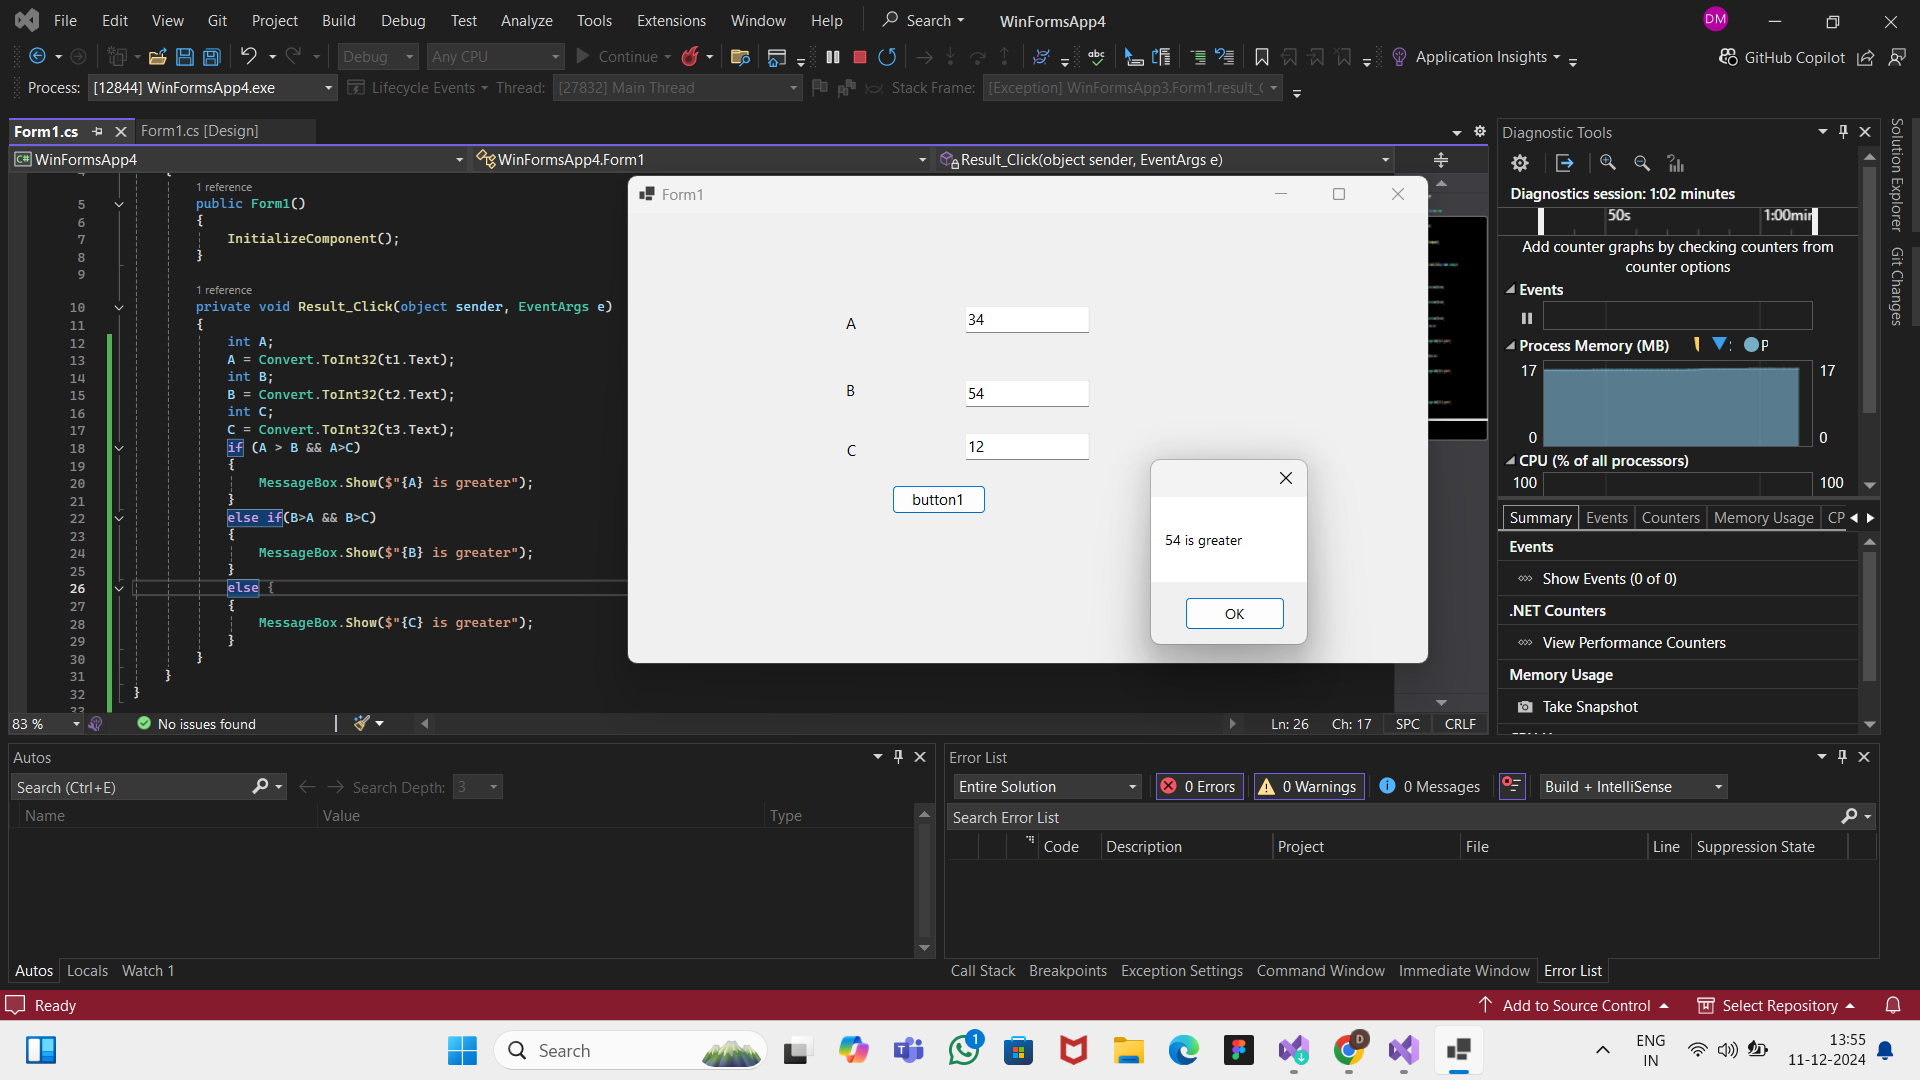 File Edit View Git Project Build Debug Test Analyze Tools Extensions Window Help Search WinFormsApp4 DM
Debug Any CPU Continue Application Insights GitHub Copilot
Process: [12844] WinFormsApp4.exe Lifecycle Events Thread: [27832] Main Thread Stack Frame: [Exception] WinFormsApp3.Form1.result_
Form1.cs Form1.cs [Design]
WinFormsApp4 WinFormsApp4.Form1 Result_Click(object sender, EventArgs e)
1 reference
5 public Form1()
6 {
7 InitializeComponent();
8 }
9
1 reference
10 private void Result_Click(object sender, EventArgs e)
11 {
12 int A;
13 A = Convert.ToInt32(t1.Text);
14 int B;
15 B = Convert.ToInt32(t2.Text);
16 int C;
17 C = Convert.ToInt32(t3.Text);
18 if (A > B && A>C)
19 {
20 MessageBox.Show($"{A} is greater");
21 }
22 else if(B>A && B>C)
23 {
24 MessageBox.Show($"{B} is greater");
25 }
26 else {
27 {
28 MessageBox.Show($"{C} is greater");
29 }
30 }
31 }
32 }
33
Form1
A 34
B 54
C 12
button1
54 is greater
OK
83 % No issues found Ln: 26 Ch: 17 SPC CRLF
Diagnostic Tools
Diagnostics session: 1:02 minutes
50s 1:00min
Add counter graphs by checking counters from
counter options
Events
Process Memory (MB) P
17 17
0 0
CPU (% of all processors)
100 100
Summary Events Counters Memory Usage CP
Events
Show Events (0 of 0)
.NET Counters
View Performance Counters
Memory Usage
Take Snapshot
Solution Explorer
Git Changes
Autos
Search (Ctrl+E) Search Depth: 3
Name Value Type
Autos Locals Watch 1
Error List
Entire Solution 0 Errors 0 Warnings 0 Messages Build + IntelliSense
Search Error List
Code Description Project File Line Suppression State
Call Stack Breakpoints Exception Settings Command Window Immediate Window Error List
Ready Add to Source Control Select Repository
Search 1 D ENG
IN
13:55
11-12-2024